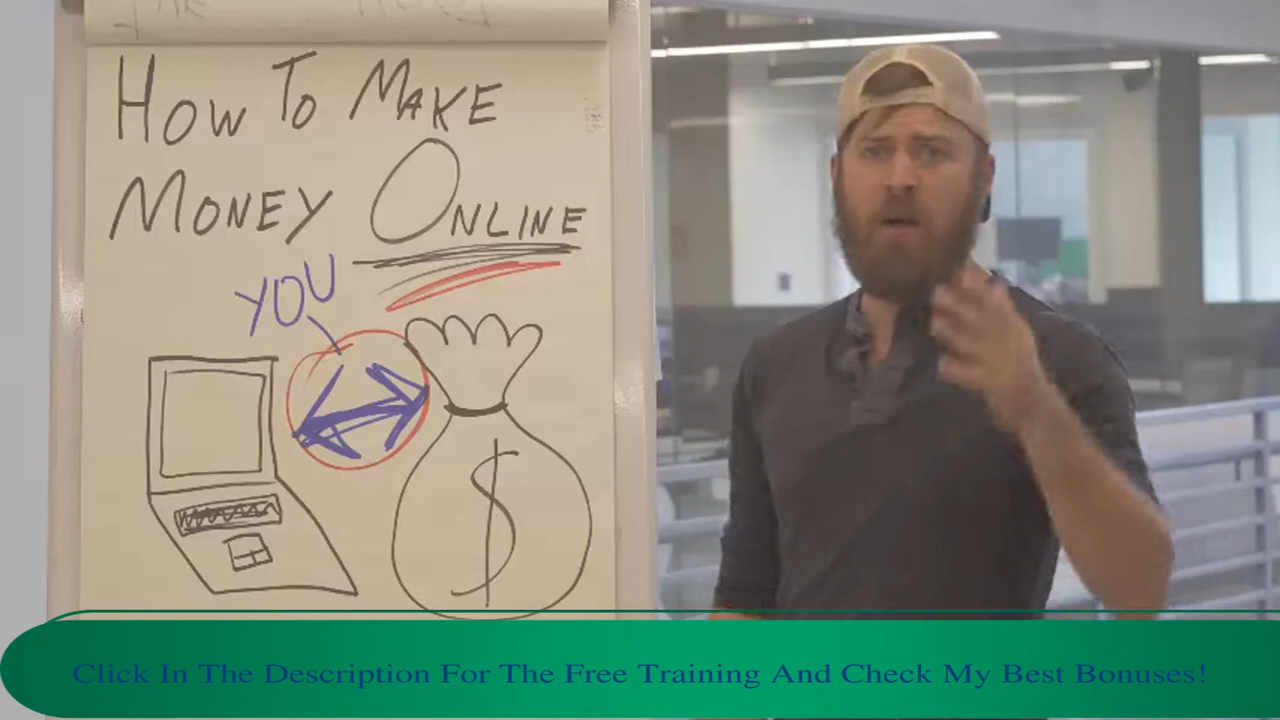 HOW TO MAKE
MONEY ONLINE
YOU
$
Click In The Description For The Free Training And Check My Best Bonuses!